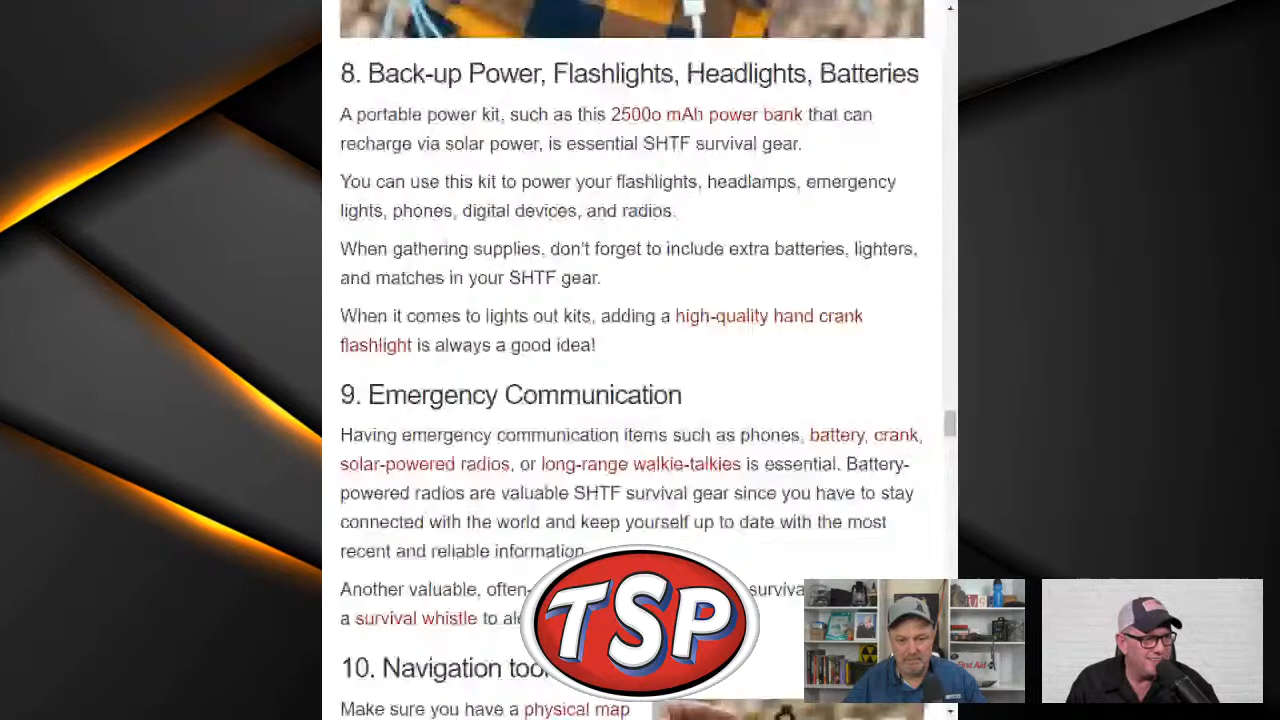 8. Back-up Power, Flashlights, Headlights, Batteries
A portable power kit, such as this 2500o mAh power bank that can
recharge via solar power, is essential SHTF survival gear.
You can use this kit to power your flashlights, headlamps, emergency
lights, phones, digital devices, and radios.
When gathering supplies, don't forget to include extra batteries, lighters,
and matches in your SHTF gear.
When it comes to lights out kits, adding a high-quality hand crank
flashlight is always a good idea!
9. Emergency Communication
Having emergency communication items such as phones, battery, crank,
solar-powered radios, or long-range walkie-talkies is essential. Battery-
powered radios are valuable SHTF survival gear since you have to stay
connected with the world and keep yourself up to date with the most
recent and reliable information
Another valuable, often- surviva
a survival whistle to
TSP
First Aid
10. Navigation
Make sure you have a physical map